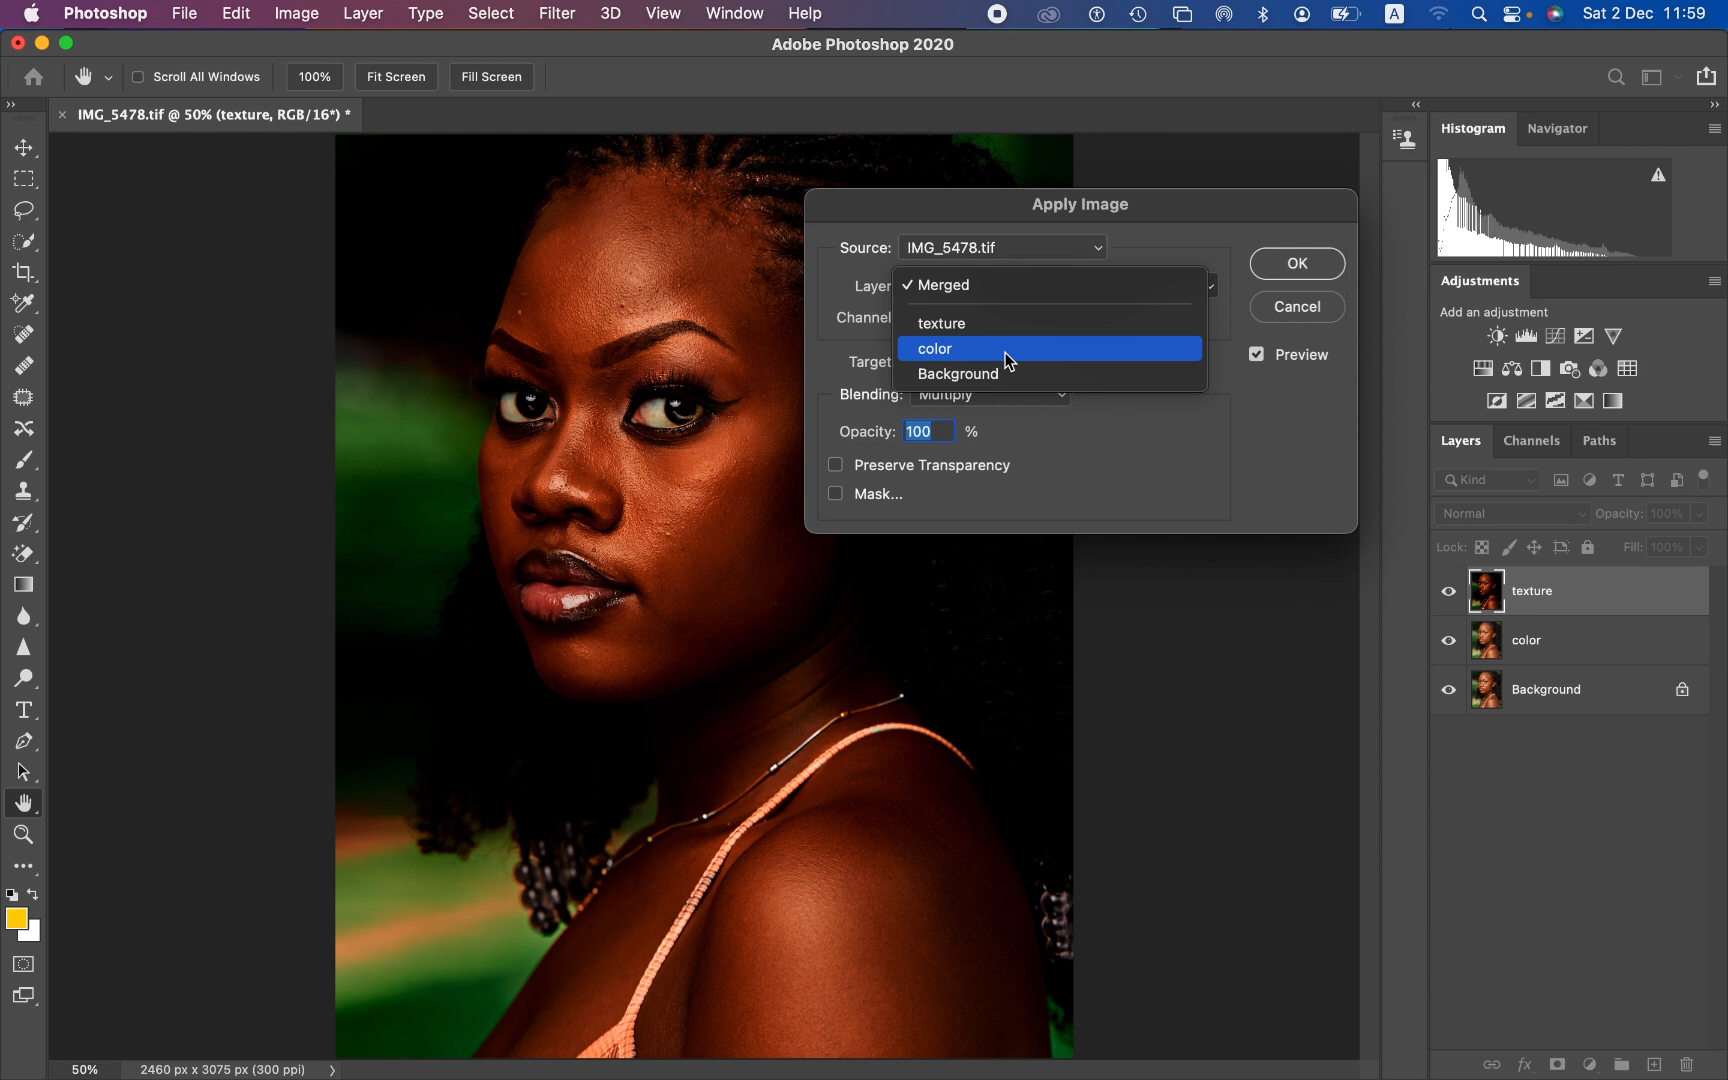 Photoshop File Edit Image Layer Type Select Filter 3D View Window Help A Sat 2 Dec 11:59
Adobe Photoshop 2020
Scroll All Windows 100% Fit Screen Fill Screen
IMG_5478.tif @ 50% (texture, RGB/16*) *
Histogram Navigator
Apply Image
Source: IMG_5478.tif
OK
Layer
Merged
Cancel
Channel
texture
color
Background
Target
Preview
Blending: Multiply
Opacity: 100 %
Preserve Transparency
Mask...
Adjustments
Add an adjustment
Layers Channels Paths
Kind
Normal Opacity: 100%
Lock: Fill: 100%
texture
color
Background
50% 2460 px x 3075 px (300 ppi)